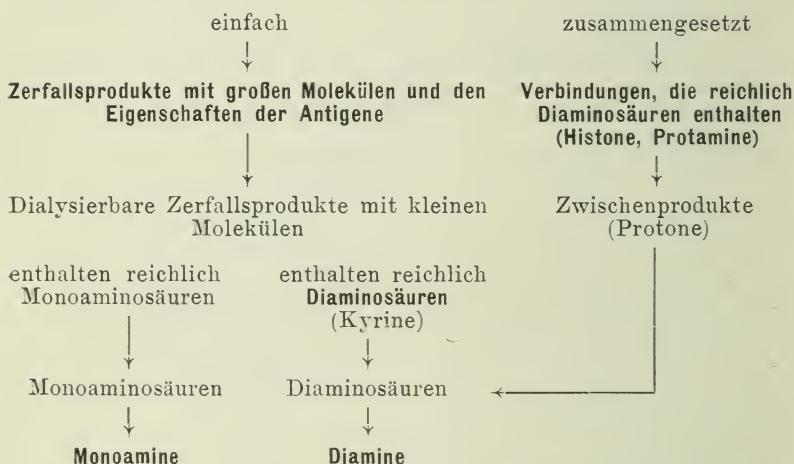 einfach
zusammengesetzt
Zerfallsprodukte mit großen Molekülen und den
Eigenschaften der Antigene
Verbindungen, die reichlich
Diaminosäuren enthalten
(Histone, Protamine)
Dialysierbare Zerfallsprodukte mit kleinen
Molekülen
Zwischenprodukte
(Protone)
enthalten reichlich
Monoaminosäuren
enthalten reichlich
Diaminosäuren
(Kyrine)
Monoaminosäuren
Diaminosäuren
Monoamine
Diamine